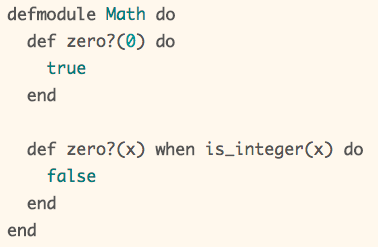 defmodule Math do
  def zero?(0) do
    true
  end

  def zero?(x) when is_integer(x) do
    false
  end
end